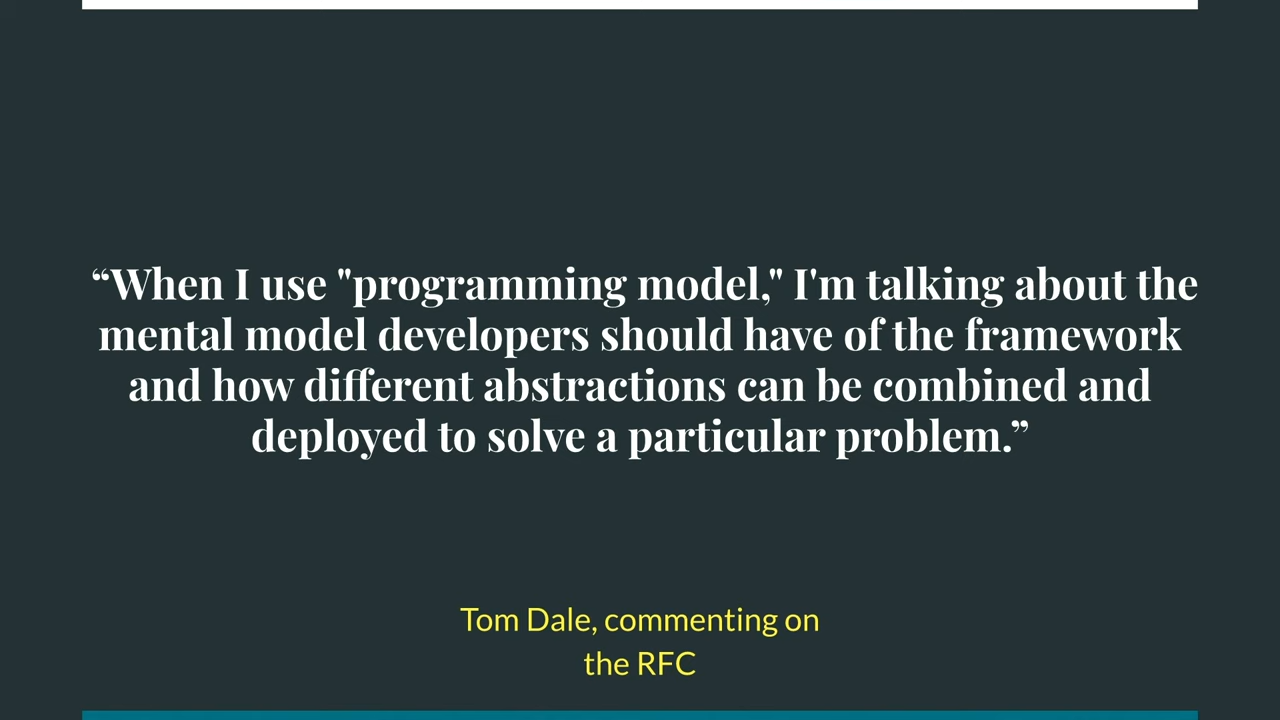 “When I use "programming model," I'm talking about the
mental model developers should have of the framework
and how different abstractions can be combined and
deployed to solve a particular problem.”
Tom Dale, commenting on
the RFC